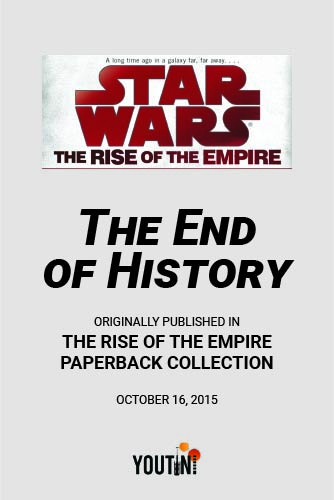 A long time ago in a galaxy far, far away. . . .
STAR
WARS®
THE RISE OF THE EMPIRE
THE END
OF HISTORY
ORIGINALLY PUBLISHED IN
THE RISE OF THE EMPIRE
PAPERBACK COLLECTION
OCTOBER 16, 2015
YOUTINI